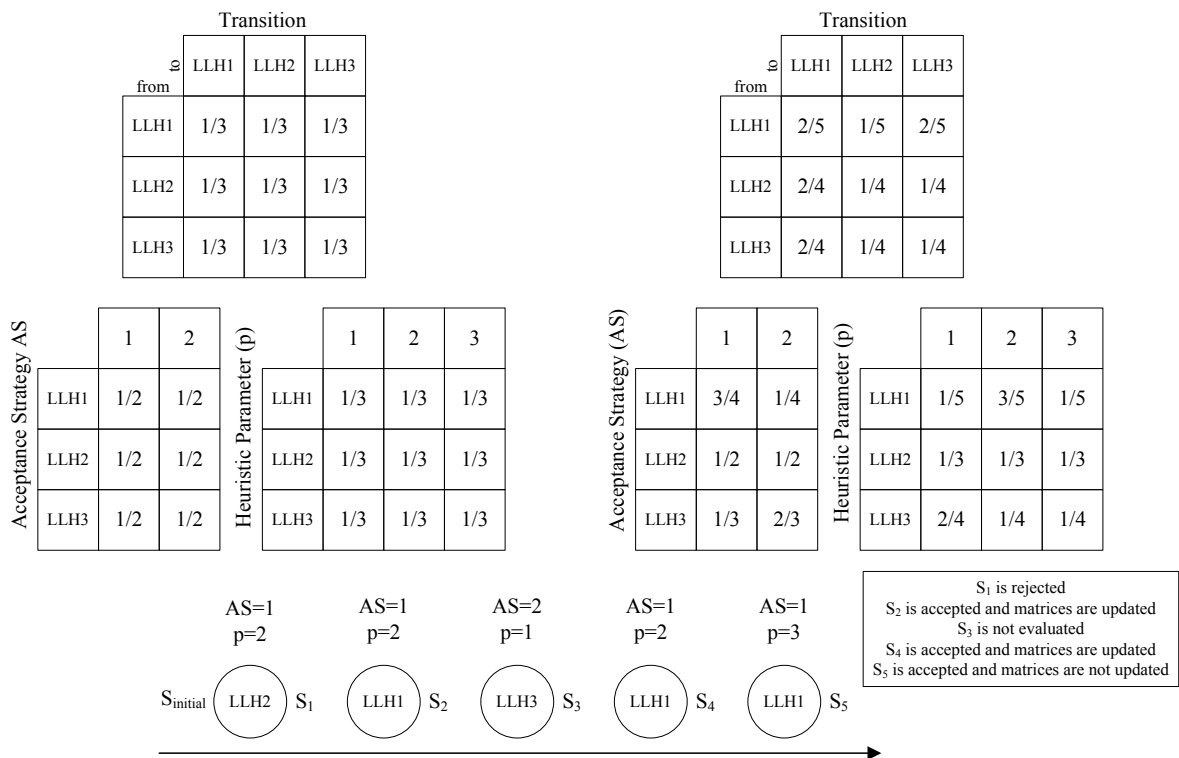 Transition
to LLH1 LLH2 LLH3
from
LLH1 1/3 1/3 1/3
LLH2 1/3 1/3 1/3
LLH3 1/3 1/3 1/3
Transition
to LLH1 LLH2 LLH3
from
LLH1 2/5 1/5 2/5
LLH2 2/4 1/4 1/4
LLH3 2/4 1/4 1/4
Acceptance Strategy AS
1 2
LLH1 1/2 1/2
LLH2 1/2 1/2
LLH3 1/2 1/2
Heuristic Parameter (p)
1 2 3
LLH1 1/3 1/3 1/3
LLH2 1/3 1/3 1/3
LLH3 1/3 1/3 1/3
Acceptance Strategy (AS)
1 2
LLH1 3/4 1/4
LLH2 1/2 1/2
LLH3 1/3 2/3
Heuristic Parameter (p)
1 2 3
LLH1 1/5 3/5 1/5
LLH2 1/3 1/3 1/3
LLH3 2/4 1/4 1/4
AS=1 AS=1 AS=2 AS=1 AS=1
p=2 p=2 p=1 p=2 p=3
Sinitial LLH2 S1 LLH1 S2 LLH3 S3 LLH1 S4 LLH1 S5
S1 is rejected
S2 is accepted and matrices are updated
S3 is not evaluated
S4 is accepted and matrices are updated
S5 is accepted and matrices are not updated